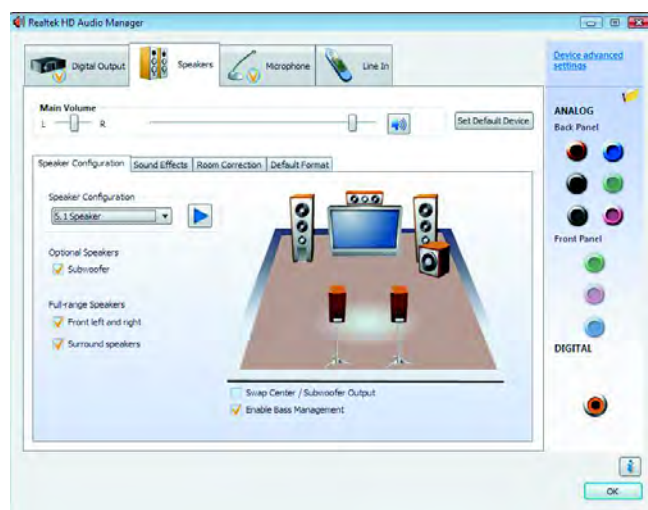 Realtek HD Audio Manager
Digital Output
Speakers
Microphone
Line In
Device advanced
settings
Main Volume
L
R
Set Default Device
ANALOG
Back Panel
Speaker Configuration
Sound Effects
Room Correction
Default Format
Speaker Configuration
5.1 Speaker
Optional Speakers
Subwoofer
Front Panel
Full-range Speakers
Front left and right
Surround speakers
DIGITAL
Swap Center / Subwoofer Output
Enable Bass Management
i
OK